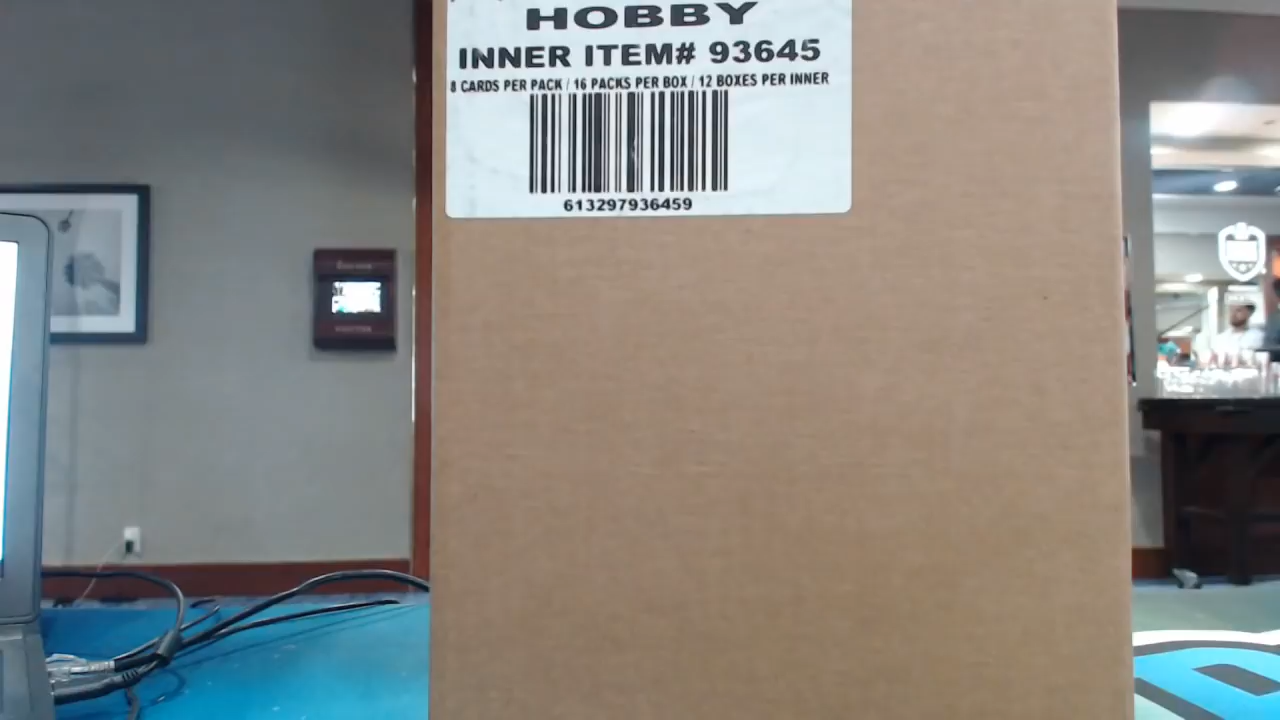 HOBBY
INNER ITEM# 93645
8 CARDS PER PACK / 16 PACKS PER BOX / 12 BOXES PER INNER
613297936459